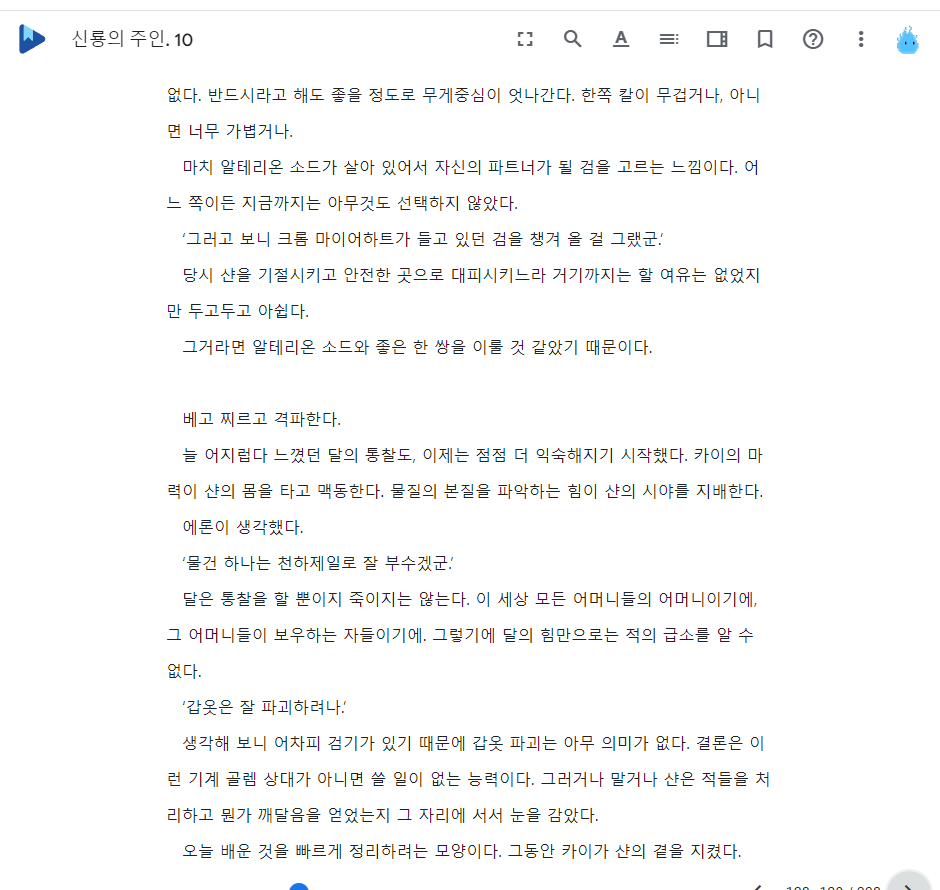 신룡의 주인. 10
없다. 반드시라고 해도 좋을 정도로 무게중심이 엇나간다. 한쪽 칼이 무겁거나, 아니
면 너무 가볍거나.
마치 알테리온 소드가 살아 있어서 자신의 파트너가 될 검을 고르는 느낌이다. 어
느 쪽이든 지금까지는 아무것도 선택하지 않았다.
‘그러고 보니 크롬 마이어하트가 들고 있던 검을 챙겨 올 걸 그랬군.’
당시 샨을 기절시키고 안전한 곳으로 대피시키느라 거기까지는 할 여유는 없었지
만 두고두고 아쉽다.
그거라면 알테리온 소드와 좋은 한 쌍을 이룰 것 같았기 때문이다.
베고 찌르고 격파한다.
늘 어지럽다 느꼈던 달의 통찰도, 이제는 점점 더 익숙해지기 시작했다. 카이의 마
력이 샨의 몸을 타고 맥동한다. 물질의 본질을 파악하는 힘이 샨의 시야를 지배한다.
에론이 생각했다.
‘물건 하나는 천하제일로 잘 부수겠군.’
달은 통찰을 할 뿐이지 죽이지는 않는다. 이 세상 모든 어머니들의 어머니이기에,
그 어머니들이 보우하는 자들이기에. 그렇기에 달의 힘만으로는 적의 급소를 알 수
없다.
‘갑옷은 잘 파괴하려나.’
생각해 보니 어차피 검기가 있기 때문에 갑옷 파괴는 아무 의미가 없다. 결론은 이
런 기계 골렘 상대가 아니면 쓸 일이 없는 능력이다. 그러거나 말거나 샨은 적들을 처
리하고 뭔가 깨달음을 얻었는지 그 자리에 서서 눈을 감았다.
오늘 배운 것을 빠르게 정리하려는 모양이다. 그동안 카이가 샨의 곁을 지켰다.